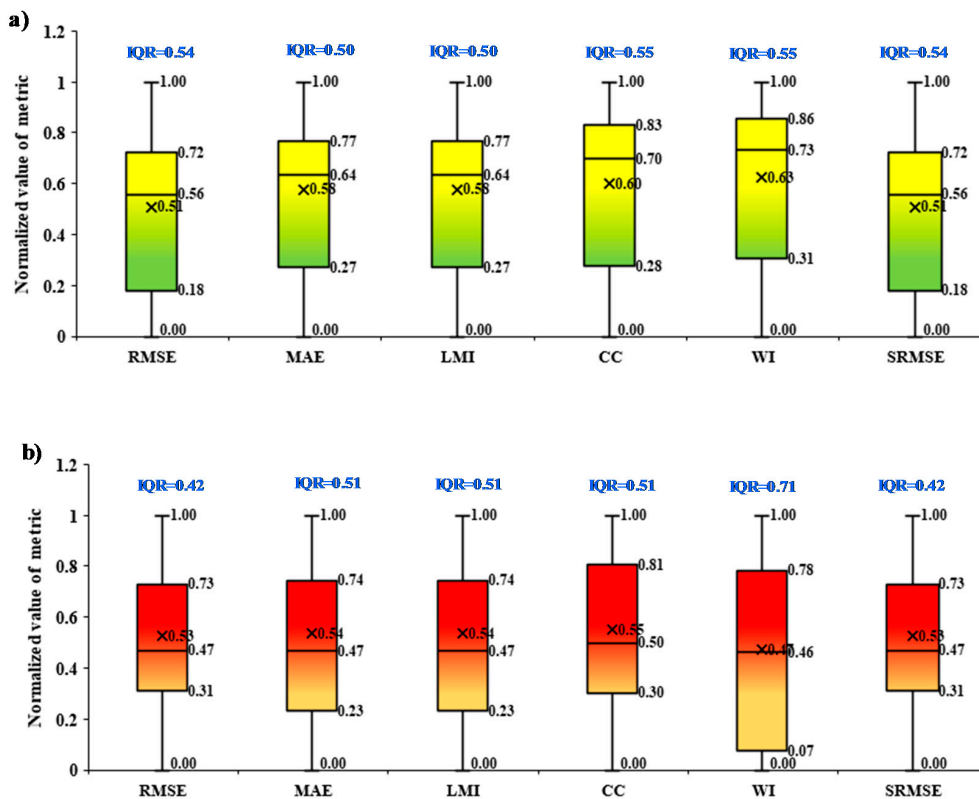 a)
Normalized value of metric
1.2
1
0.8
0.6
0.4
0.2
0
IQR=0.54 IQR=0.50 IQR=0.50 IQR=0.55 IQR=0.55 IQR=0.54
1.00 1.00 1.00 1.00 1.00 1.00
0.72 0.77 0.77 0.83 0.86 0.72
0.56 0.64 0.64 0.70 0.73 0.56
0.51 0.58 0.58 0.60 0.63 0.51
0.18 0.27 0.27 0.28 0.31 0.18
0.00 0.00 0.00 0.00 0.00 0.00
RMSE MAE LMI CC WI SRMSE
b)
Normalized value of metric
1.2
1
0.8
0.6
0.4
0.2
0
IQR=0.42 IQR=0.51 IQR=0.51 IQR=0.51 IQR=0.71 IQR=0.42
1.00 1.00 1.00 1.00 1.00 1.00
0.73 0.74 0.74 0.81 0.78 0.73
0.53 0.54 0.54 0.55 0.47 0.53
0.47 0.47 0.47 0.50 0.46 0.47
0.31 0.23 0.23 0.30 0.07 0.31
0.00 0.00 0.00 0.00 0.00 0.00
RMSE MAE LMI CC WI SRMSE